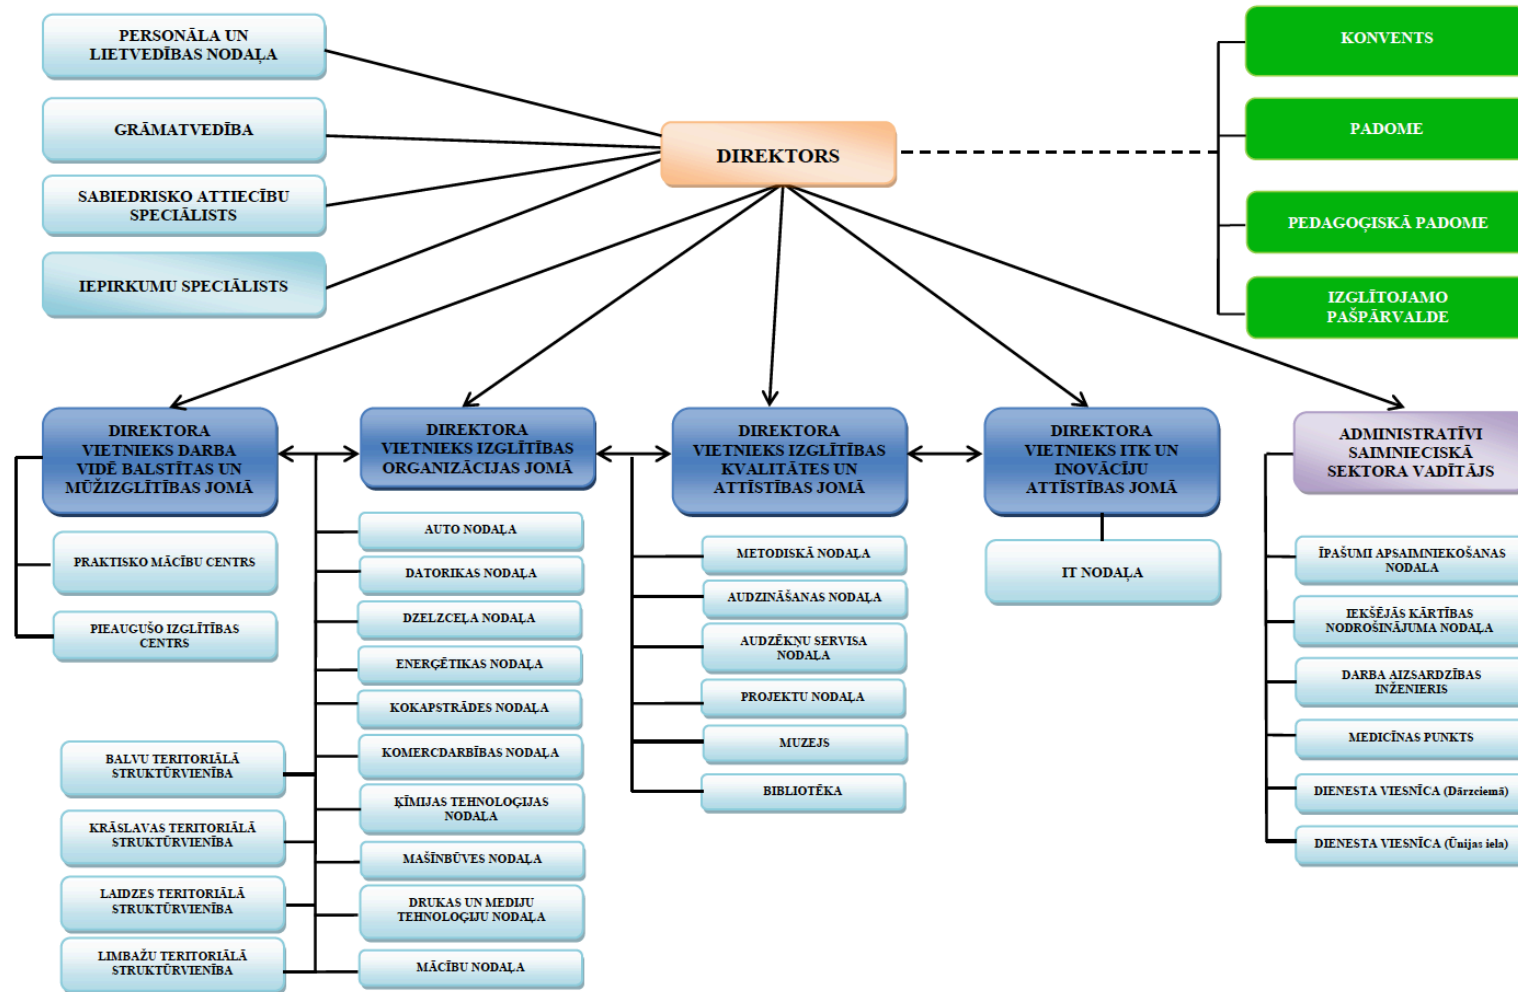 PERSONĀLA UN
LIETVEDĪBAS NODAĻA
GRĀMATVEDĪBA
SABIEDRISKO ATTIECĪBU
SPECIĀLISTS
IEPIRKUMU SPECIĀLISTS
DIREKTORS
KONVENTS
PADOME
PEDAGOĢISKĀ PADOME
IZGLĪTOJAMO
PAŠPĀRVALDE
DIREKTORA
VIETNIEKS DARBA
VIDĒ BALSTĪTAS UN
MŪŽIZGLĪTĪBAS JOMĀ
PRAKTISKO MĀCĪBU CENTRS
PIEAUGUŠO IZGLĪTĪBAS
CENTRS
BALVU TERITORIĀLĀ
STRUKTŪRVIENĪBA
KRĀSLAVAS TERITORIĀLĀ
STRUKTŪRVIENĪBA
LAIDZES TERITORIĀLĀ
STRUKTŪRVIENĪBA
LIMBAŽU TERITORIĀLĀ
STRUKTŪRVIENĪBA
DIREKTORA
VIETNIEKS IZGLĪTĪBAS
ORGANIZĀCIJAS JOMĀ
AUTO NODAĻA
DATORIKAS NODAĻA
DZELZCEĻA NODAĻA
ENERĢĒTIKAS NODAĻA
KOKAPSTRĀDES NODAĻA
KOMERCDARBĪBAS NODAĻA
ĶĪMIJAS TEHNOLOĢIJAS
NODAĻA
MAŠĪNBŪVES NODAĻA
DRUKAS UN MEDIJU
TEHNOLOĢIJU NODAĻA
MĀCĪBU NODAĻA
DIREKTORA
VIETNIEKS IZGLĪTĪBAS
KVALITĀTES UN
ATTĪSTĪBAS JOMĀ
METODISKĀ NODAĻA
AUDZINĀŠANAS NODAĻA
AUDZĒKŅU SERVISA
NODAĻA
PROJEKTU NODAĻA
MUZEJS
BIBLIOTĒKA
DIREKTORA
VIETNIEKS ITK UN
INOVĀCIJU
ATTĪSTĪBAS JOMĀ
IT NODAĻA
ADMINISTRATĪVI
SAIMNIECISKĀ
SEKTORA VADĪTĀJS
ĪPAŠUMI APSAIMNIEKOŠANAS
NODALA
IEKŠĒJĀS KĀRTĪBAS
NODROŠINĀJUMA NODAĻA
DARBA AIZSARDZĪBAS
INŽENIERIS
MEDICĪNAS PUNKTS
DIENESTA VIESNĪCA (Dārzciemā)
DIENESTA VIESNĪCA (Ūnijas iela)